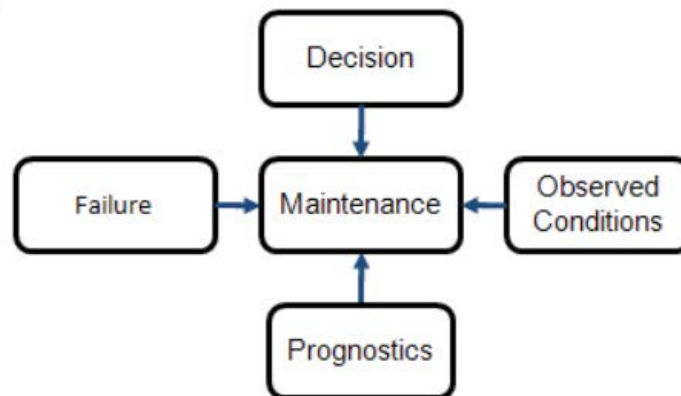 Decision
Failure
Maintenance
Observed
Conditions
Prognostics